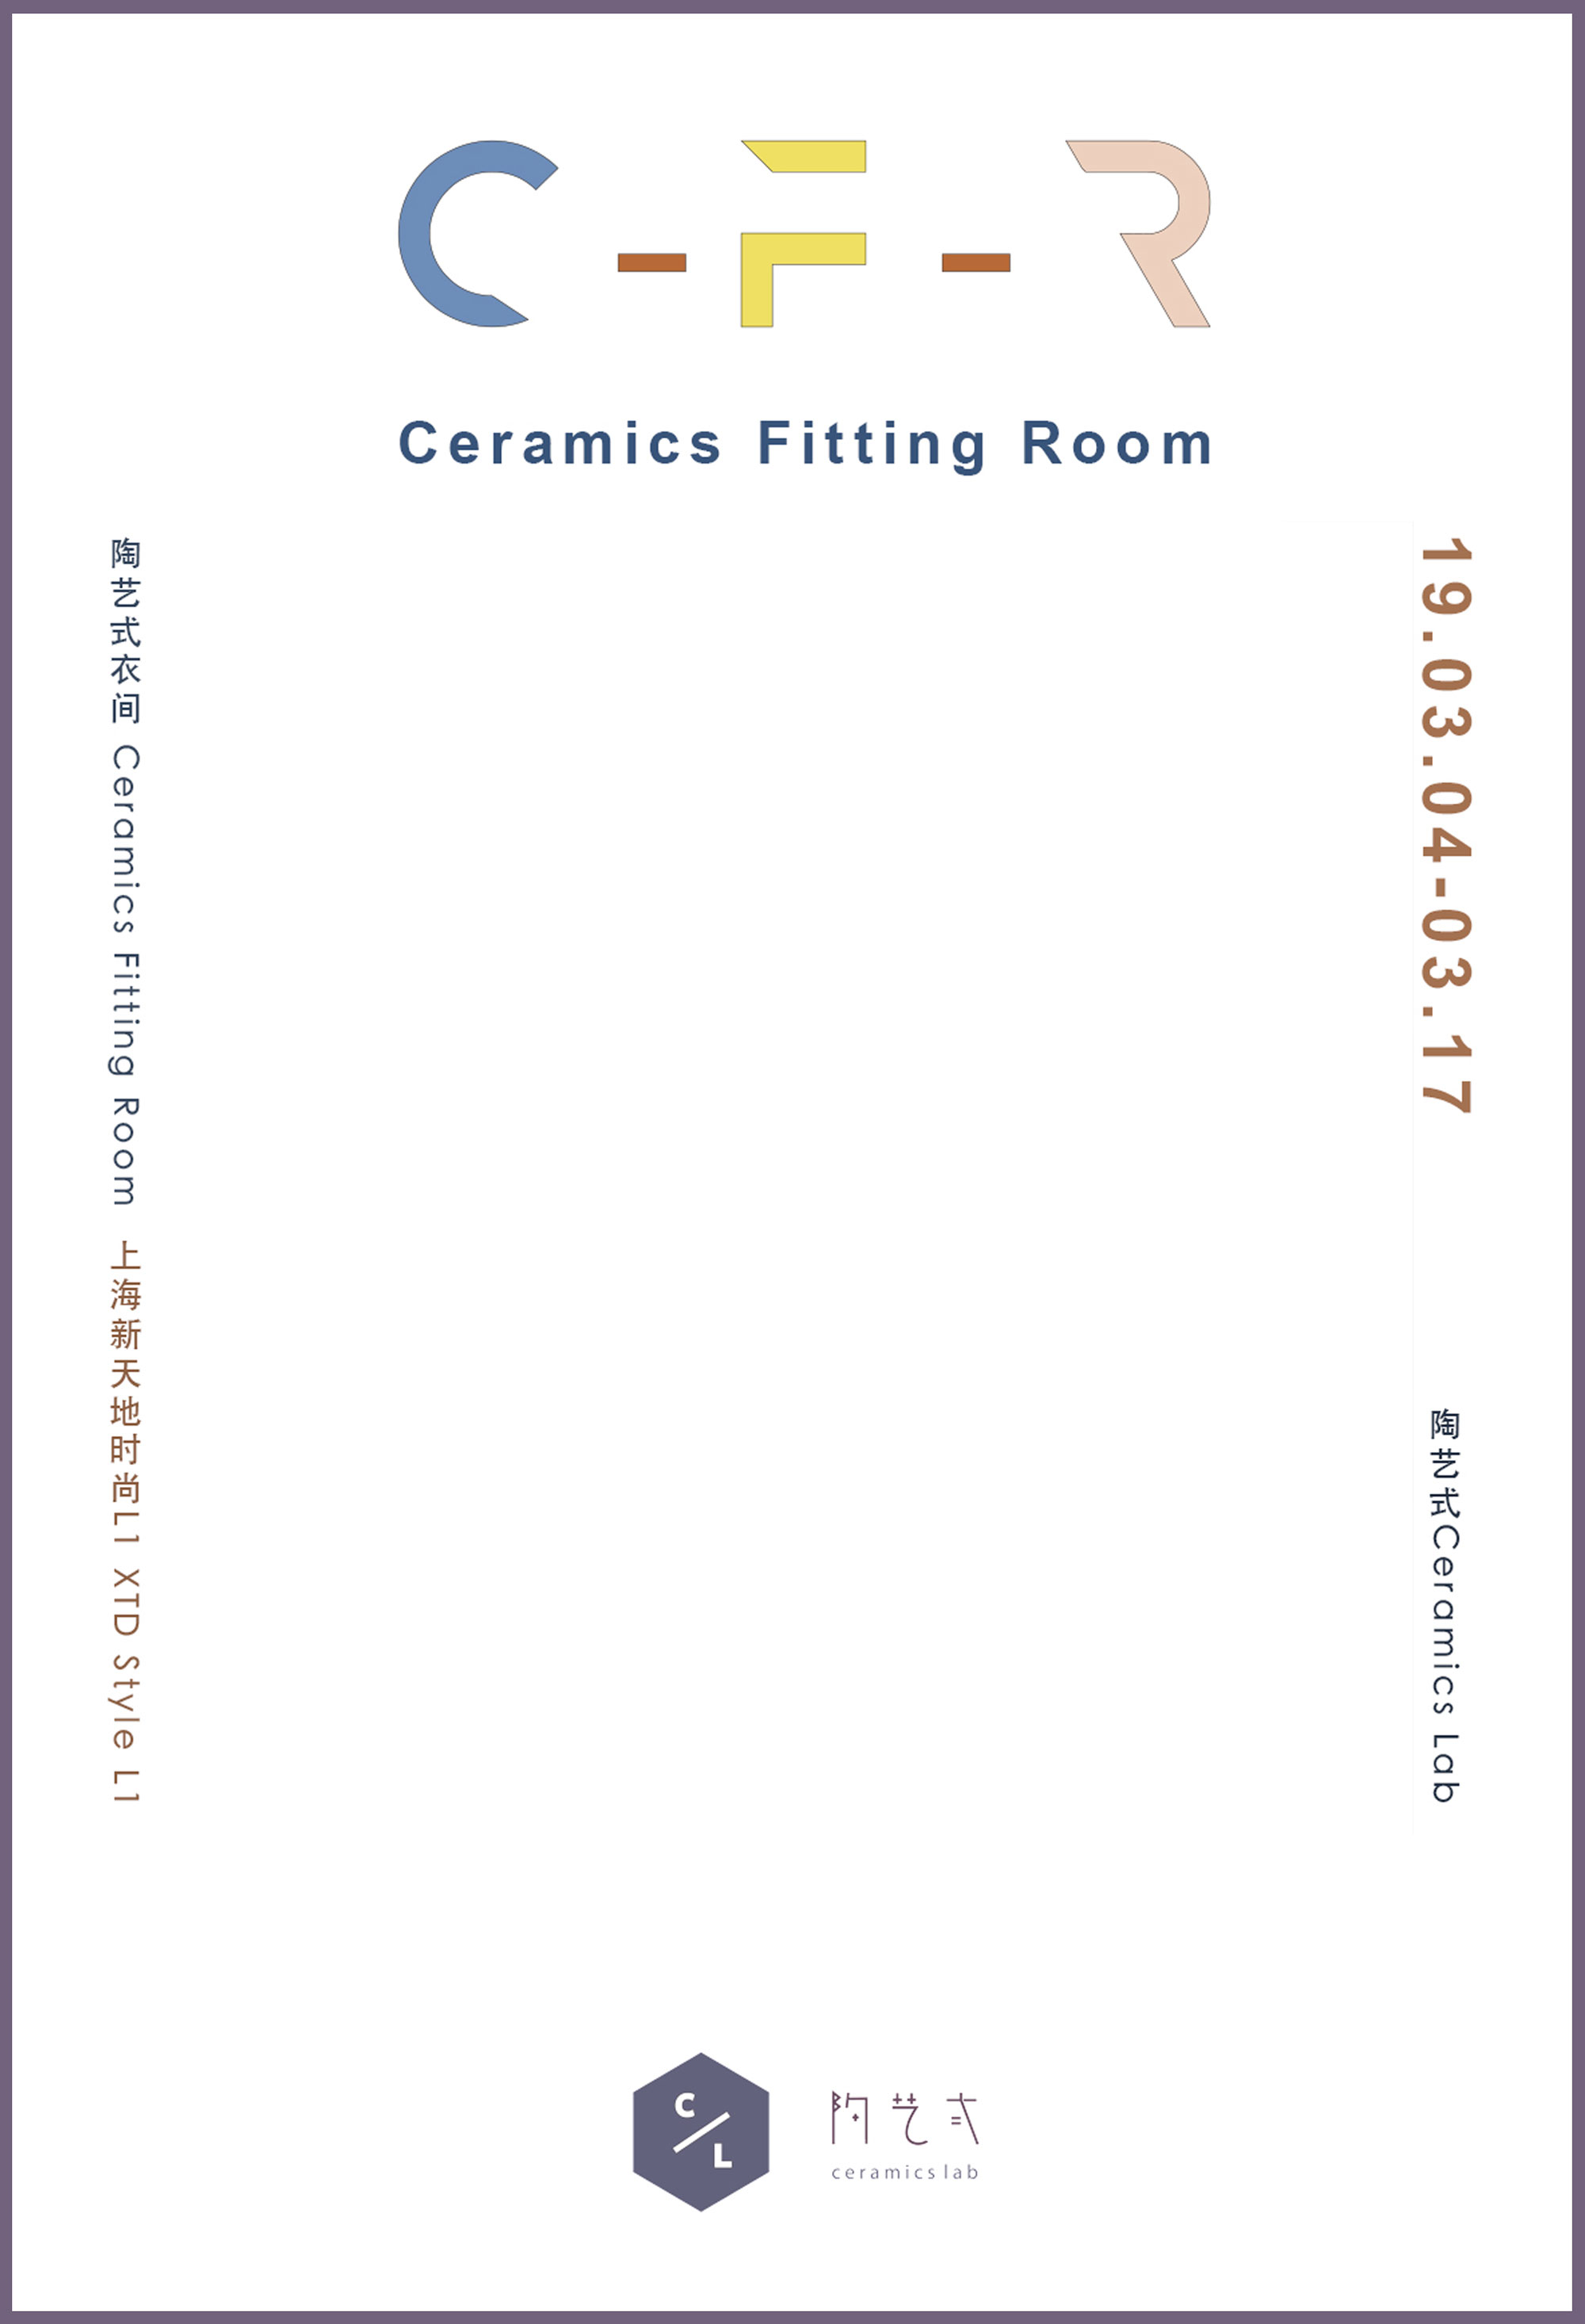 C-F-R
Ceramics Fitting Room
陶艺式衣间 Ceramics Fitting Room 上海新天地时尚L1 XTD Style L1
19.03.04-03.17
陶艺式Ceramics Lab
C/L
陶艺式
ceramics lab